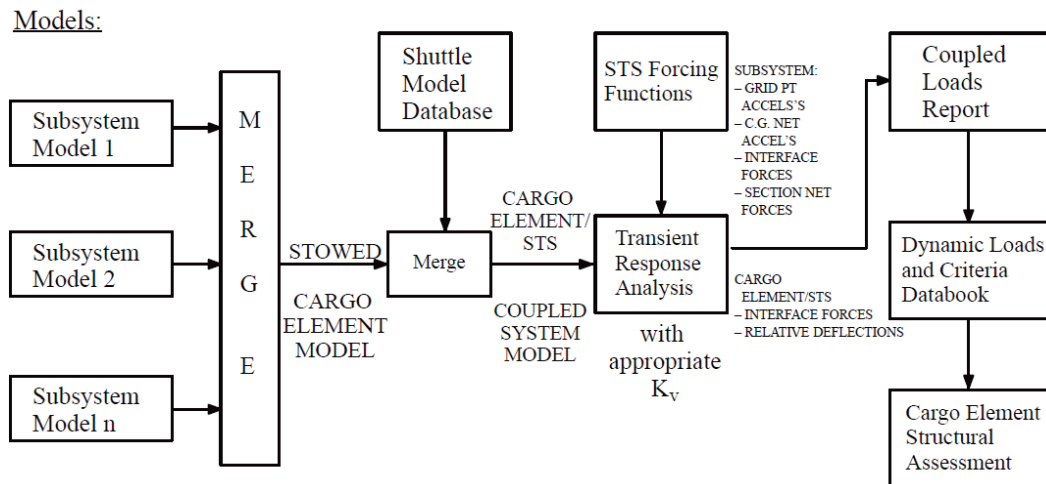 Models:
Subsystem
Model 1
Subsystem
Model 2
Subsystem
Model n
M
E
R
G
E
STOWED
CARGO
ELEMENT
MODEL
Shuttle
Model
Database
Merge
CARGO
ELEMENT/
STS
COUPLED
SYSTEM
MODEL
STS Forcing
Functions
Transient
Response
Analysis
with
appropriate
Kᵥ
SUBSYSTEM:
– GRID PT
ACCELS’S
– C.G. NET
ACCEL’S
– INTERFACE
FORCES
– SECTION NET
FORCES
CARGO
ELEMENT/STS
– INTERFACE FORCES
– RELATIVE DEFLECTIONS
Coupled
Loads
Report
Dynamic Loads
and Criteria
Databook
Cargo Element
Structural
Assessment